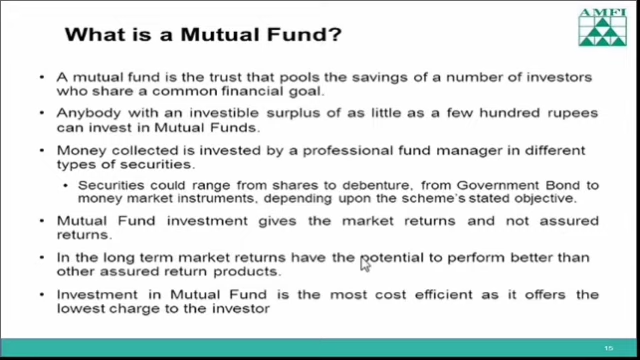 AMFI
What is a Mutual Fund?
• A mutual fund is the trust that pools the savings of a number of investors
who share a common financial goal.
• Anybody with an investible surplus of as little as a few hundred rupees
can invest in Mutual Funds.
• Money collected is invested by a professional fund manager in different
types of securities.
• Securities could range from shares to debenture, from Government Bond to
money market instruments, depending upon the scheme's stated objective.
• Mutual Fund investment gives the market returns and not assured
returns.
• In the long term market returns have the potential to perform better than
other assured return products.
• Investment in Mutual Fund is the most cost efficient as it offers the
lowest charge to the investor
15